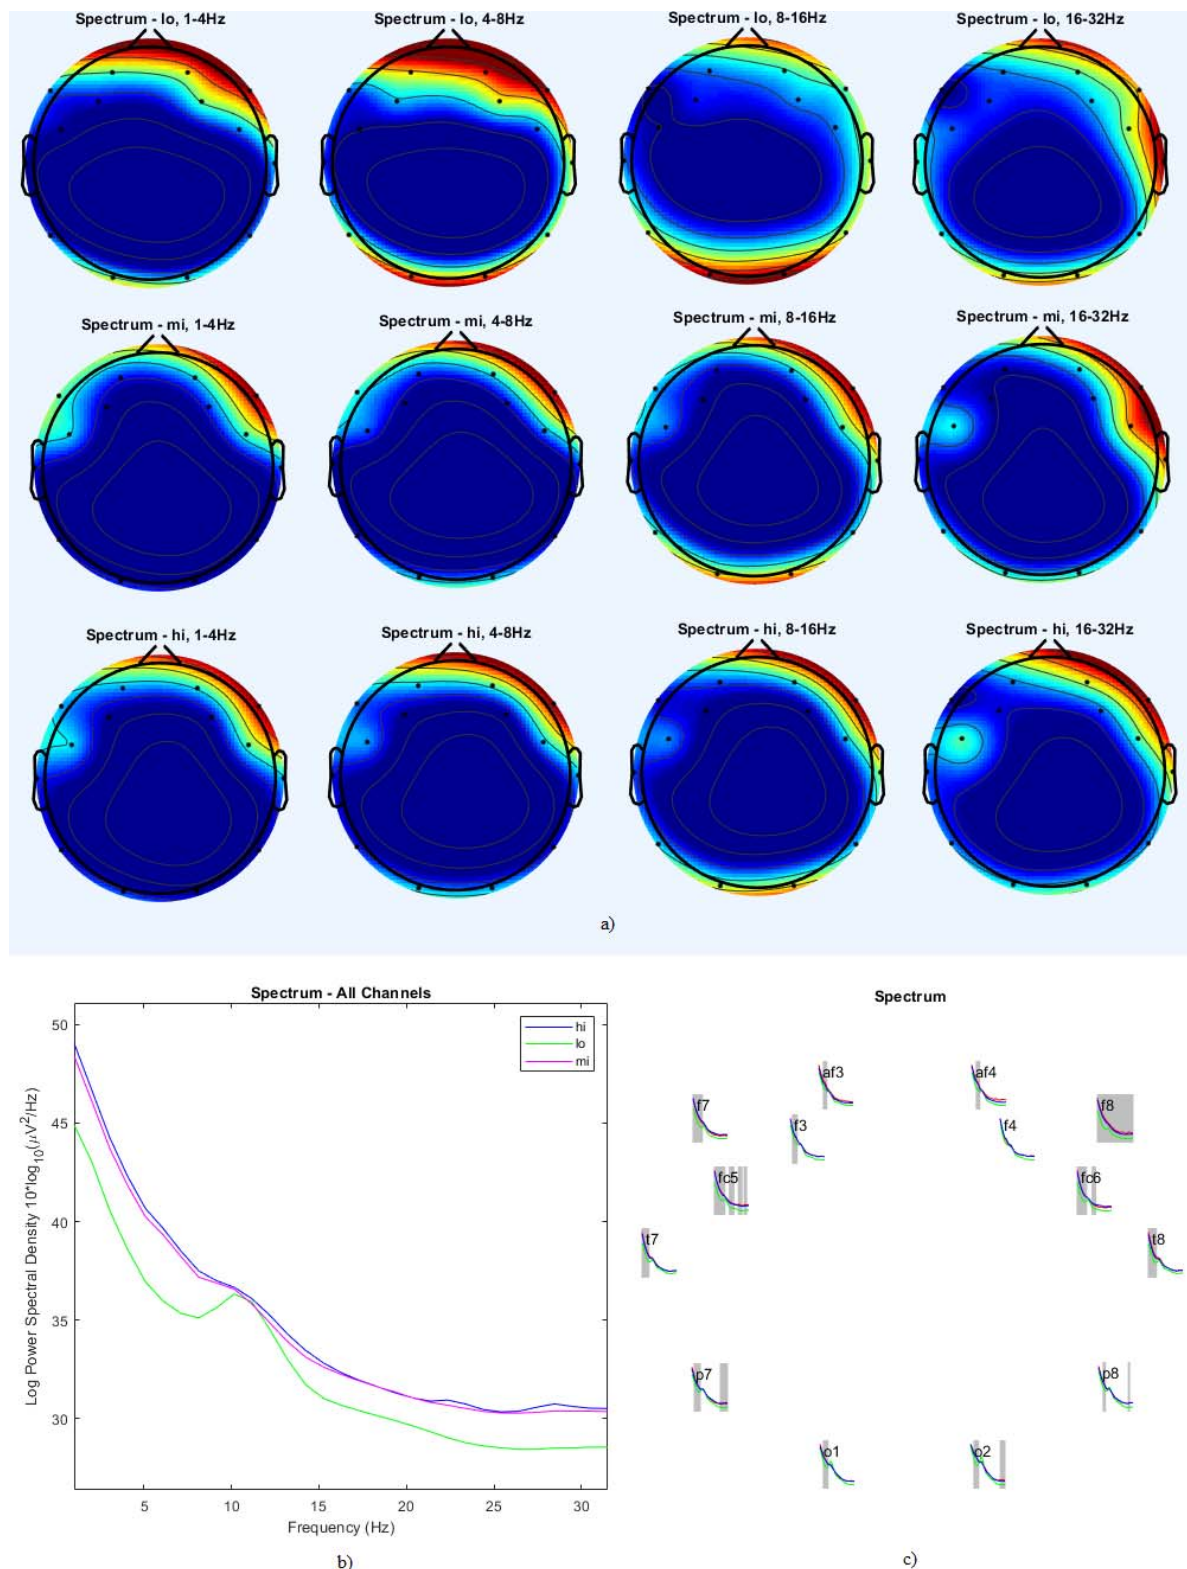 Spectrum - lo, 1-4Hz
Spectrum - lo, 4-8Hz
Spectrum - lo, 8-16Hz
Spectrum - lo, 16-32Hz
Spectrum - mi, 1-4Hz
Spectrum - mi, 4-8Hz
Spectrum - mi, 8-16Hz
Spectrum - mi, 16-32Hz
Spectrum - hi, 1-4Hz
Spectrum - hi, 4-8Hz
Spectrum - hi, 8-16Hz
Spectrum - hi, 16-32Hz
a)
Spectrum - All Channels
hi
lo
mi
50
45
40
35
30
Log Power Spectral Density 10*log10(μV2/Hz)
5
10
15
20
25
30
Frequency (Hz)
b)
Spectrum
af3
af4
f7
f8
f3
f4
fc5
fc6
t7
t8
p7
p8
o1
o2
c)